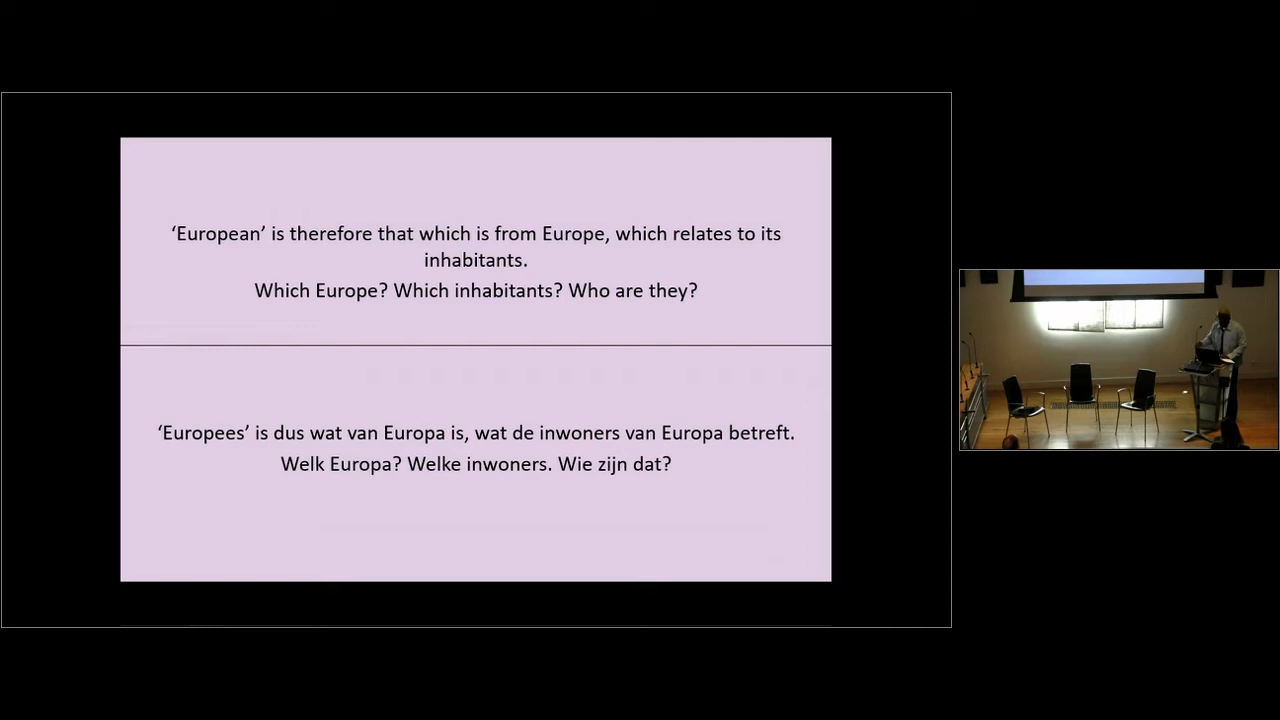 ‘European’ is therefore that which is from Europe, which relates to its
inhabitants.
Which Europe? Which inhabitants? Who are they?
‘Europees’ is dus wat van Europa is, wat de inwoners van Europa betreft.
Welk Europa? Welke inwoners. Wie zijn dat?